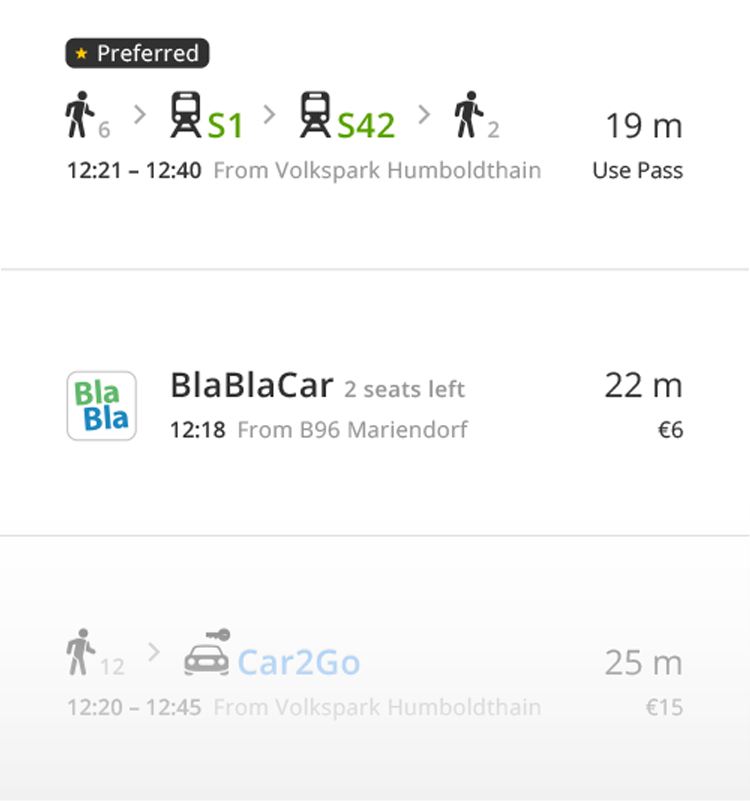 Preferred
6 > S1 > S42 > 2 19 m
12:21 – 12:40 From Volkspark Humboldthain Use Pass
Bla
Bla
BlaBlaCar 2 seats left 22 m
12:18 From B96 Mariendorf €6
12 > Car2Go 25 m
12:20 – 12:45 From Volkspark Humboldthain €15